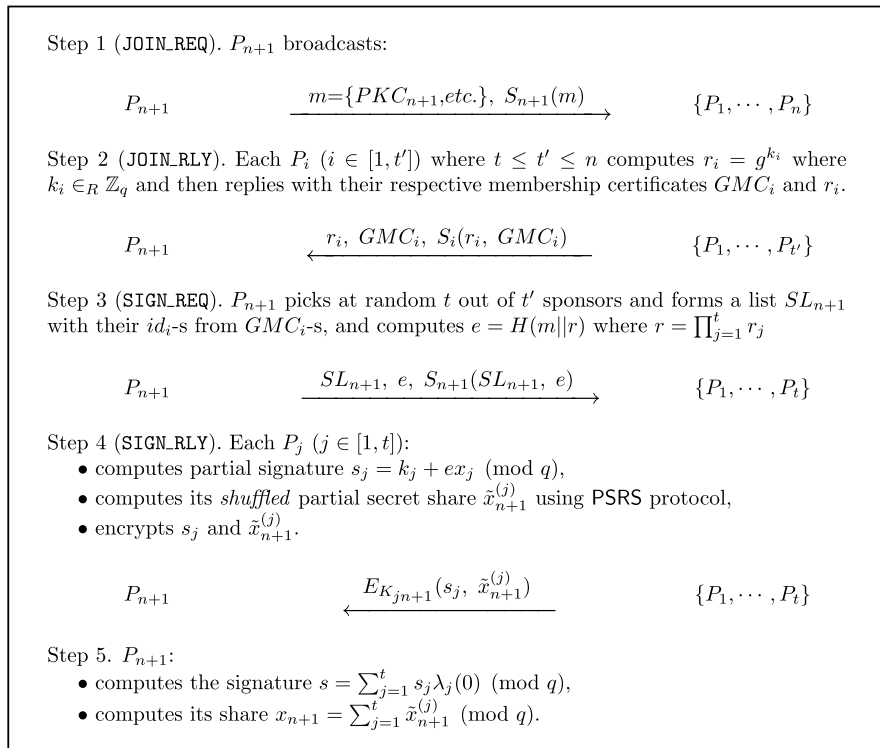 Step 1 (JOIN_REQ). P_{n+1} broadcasts:
P_{n+1} m={PKC_{n+1},etc.}, S_{n+1}(m) {P_1, ··· , P_n}
Step 2 (JOIN_RLY). Each P_i (i ∈ [1, t′]) where t ≤ t′ ≤ n computes r_i = g^{k_i} where
k_i ∈_R ℤ_q and then replies with their respective membership certificates GMC_i and r_i.
P_{n+1} r_i, GMC_i, S_i(r_i, GMC_i) {P_1, ··· , P_{t′}}
Step 3 (SIGN_REQ). P_{n+1} picks at random t out of t′ sponsors and forms a list SL_{n+1}
with their id_i-s from GMC_i-s, and computes e = H(m||r) where r = ∏_{j=1}^{t} r_j
P_{n+1} SL_{n+1}, e, S_{n+1}(SL_{n+1}, e) {P_1, ··· , P_t}
Step 4 (SIGN_RLY). Each P_j (j ∈ [1, t]):
• computes partial signature s_j = k_j + ex_j (mod q),
• computes its shuffled partial secret share x̃_{n+1}^{(j)} using PSRS protocol,
• encrypts s_j and x̃_{n+1}^{(j)}.
P_{n+1} E_{K_{jn+1}}(s_j, x̃_{n+1}^{(j)}) {P_1, ··· , P_t}
Step 5. P_{n+1}:
• computes the signature s = ∑_{j=1}^{t} s_jλ_j(0) (mod q),
• computes its share x_{n+1} = ∑_{j=1}^{t} x̃_{n+1}^{(j)} (mod q).